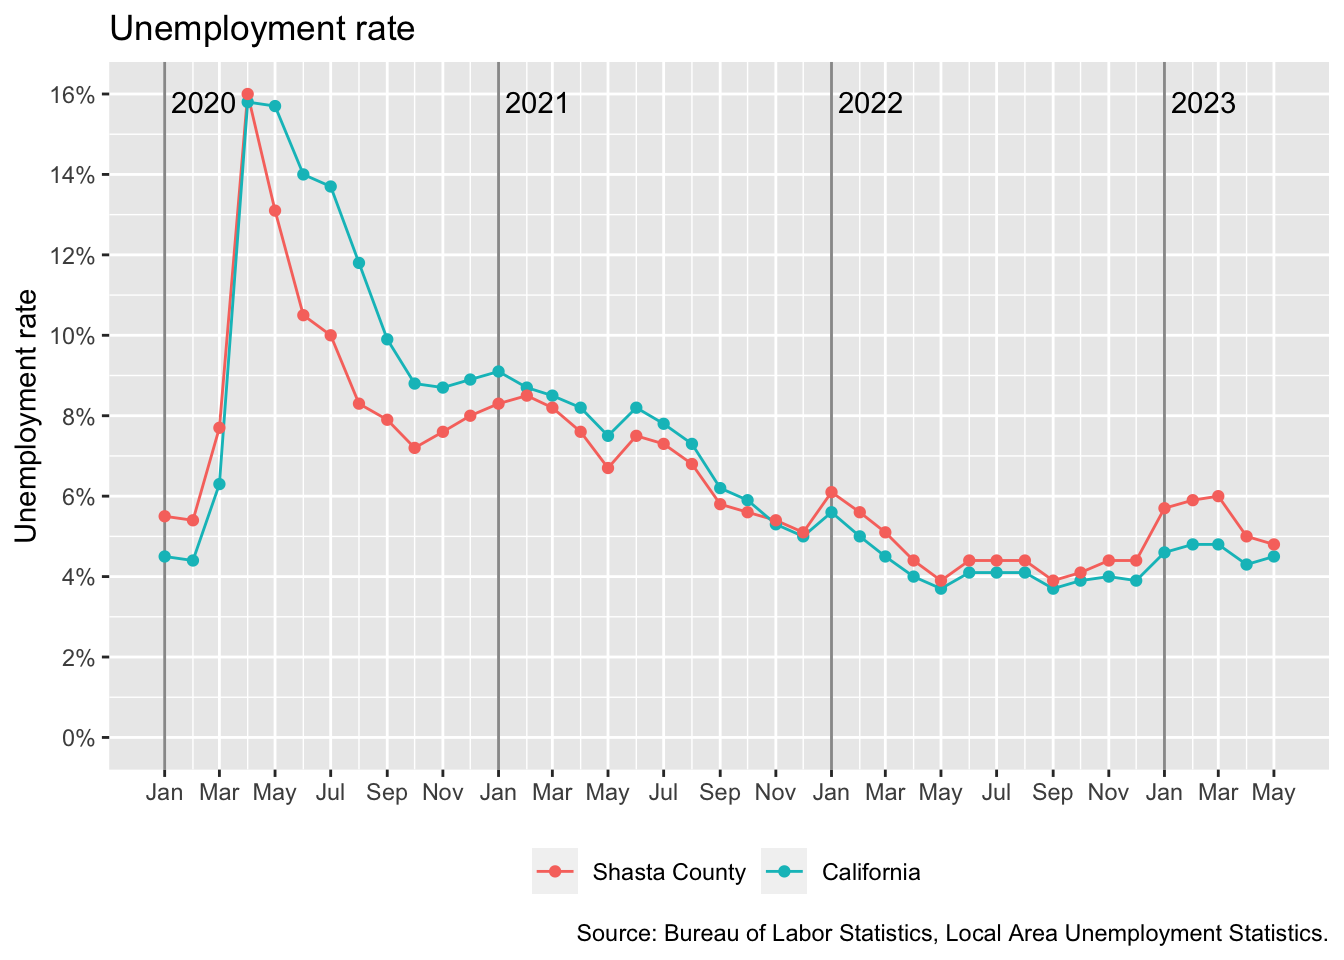 Unemployment rate
Unemployment rate
16%
14%
12%
10%
8%
6%
4%
2%
0%
2020 2021 2022 2023
Jan Mar May Jul Sep Nov Jan Mar May Jul Sep Nov Jan Mar May Jul Sep Nov Jan Mar May
Shasta County California
Source: Bureau of Labor Statistics, Local Area Unemployment Statistics.